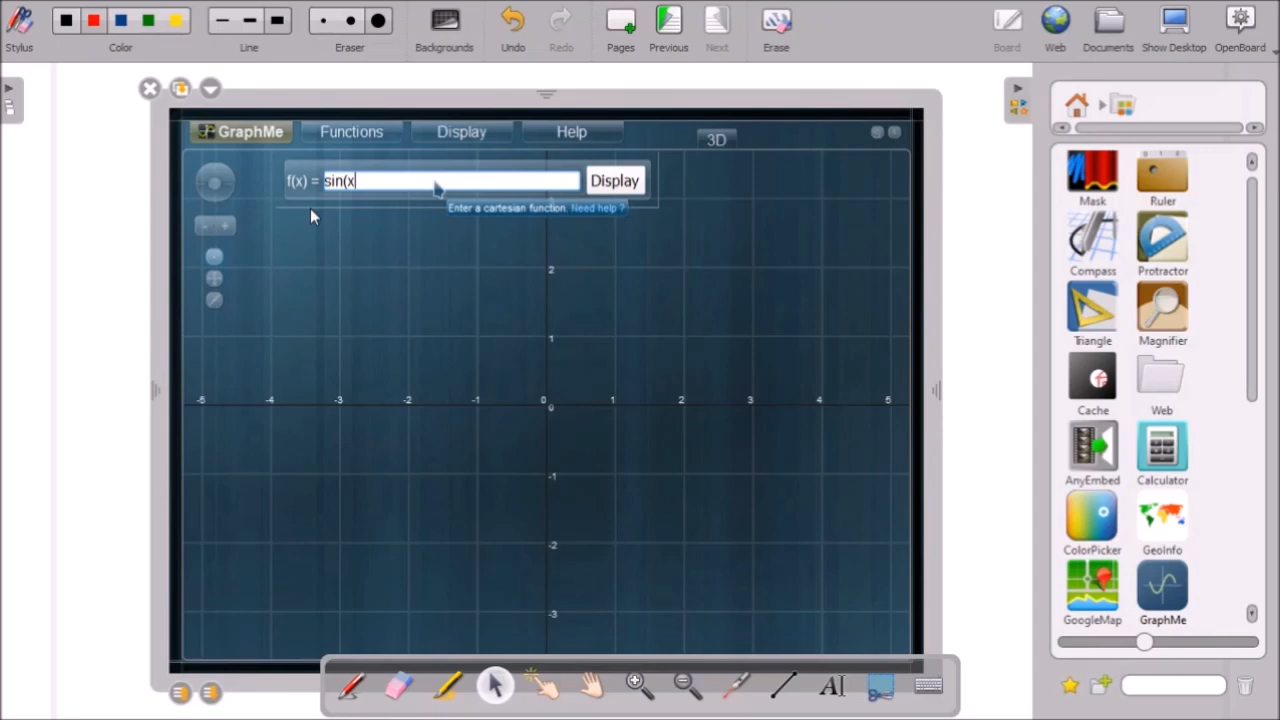 Stylus
Color
Line
Eraser
Backgrounds
Undo
Redo
Pages
Previous
Next
Erase
Board
Web
Documents
Show Desktop
OpenBoard
GraphMe
Functions
Display
Help
3D
f(x) = sin(x
Display
Enter a cartesian function. Need help ?
2
1
-5 -4 -3 -2 -1 0 1 2 3 4 5
0
-1
-2
-3
Mask
Ruler
Compass
Protractor
Triangle
Magnifier
Cache
Web
AnyEmbed
Calculator
ColorPicker
GeoInfo
GoogleMap
GraphMe
AI